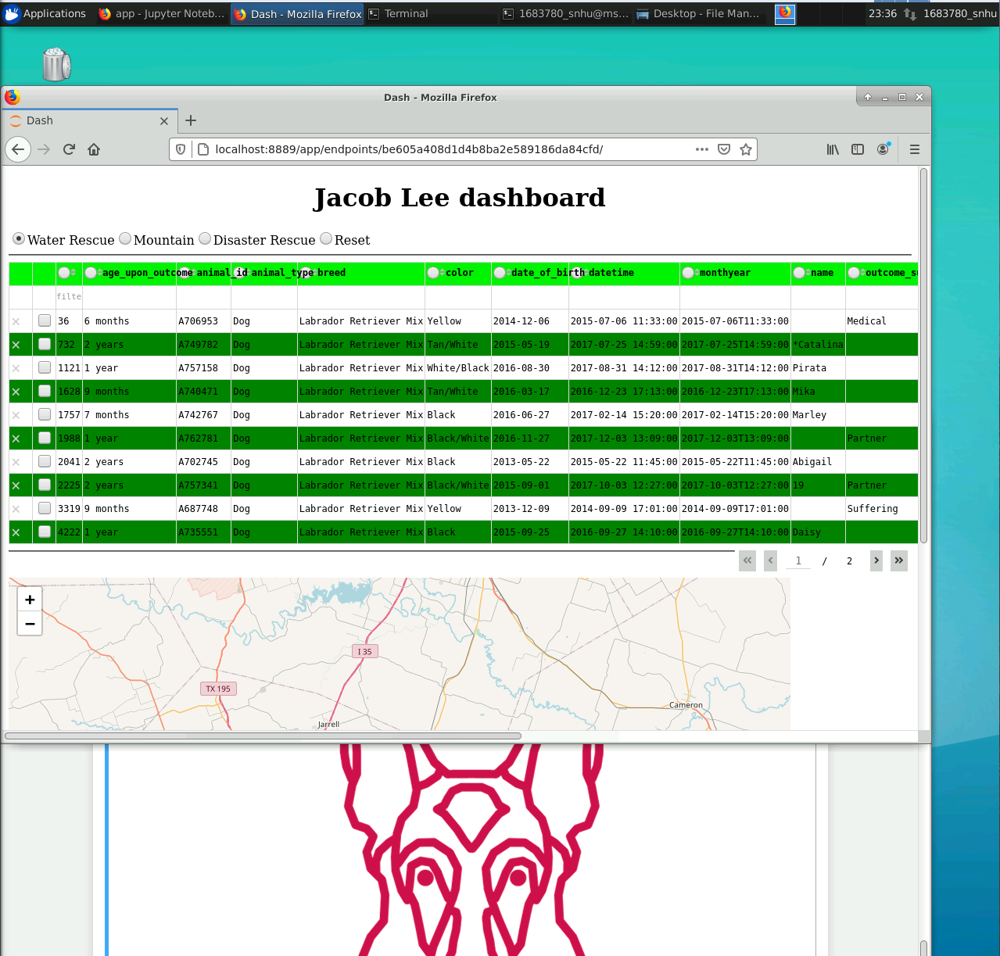 Applications app - Jupyter Noteb... Dash - Mozilla Firefox Terminal 1683780_snhu@ms... Desktop - File Man... 23:36 1683780_snhu
Dash - Mozilla Firefox
Dash
localhost:8889/app/endpoints/be605a408d1d4b8ba2e589186da84cfd/
Jacob Lee dashboard
Water Rescue Mountain Disaster Rescue Reset
age_upon_outcome animal_id animal_type breed color date_of_birth datetime monthyear name
filte
36 6 months A706953 Dog Labrador Retriever Mix Yellow 2014-12-06 2015-07-06 11:33:00 2015-07-06T11:33:00 Medical
732 2 years A749782 Dog Labrador Retriever Mix Tan/White 2015-05-19 2017-07-25 14:59:00 2017-07-25T14:59:00 *Catalina
1121 1 year A757158 Dog Labrador Retriever Mix White/Black 2016-08-30 2017-08-31 14:12:00 2017-08-31T14:12:00 Pirata
1628 9 months A740471 Dog Labrador Retriever Mix Tan/White 2016-03-17 2016-12-23 17:13:00 2016-12-23T17:13:00 Mika
1757 7 months A742767 Dog Labrador Retriever Mix Black 2016-06-27 2017-02-14 15:20:00 2017-02-14T15:20:00 Marley
1988 1 year A762781 Dog Labrador Retriever Mix Black/White 2016-11-27 2017-12-03 13:09:00 2017-12-03T13:09:00 Partner
2041 2 years A702745 Dog Labrador Retriever Mix Black 2013-05-22 2015-05-22 11:45:00 2015-05-22T11:45:00 Abigail
2225 2 years A757341 Dog Labrador Retriever Mix Black/White 2015-09-01 2017-10-03 12:27:00 2017-10-03T12:27:00 19 Partner
3319 9 months A687748 Dog Labrador Retriever Mix Yellow 2013-12-09 2014-09-09 17:01:00 2014-09-09T17:01:00 Suffering
4222 1 year A735551 Dog Labrador Retriever Mix Black 2015-09-25 2016-09-27 14:10:00 2016-09-27T14:10:00 Daisy
1 / 2
+
−
I 35
TX 195
Cameron
Jarrell